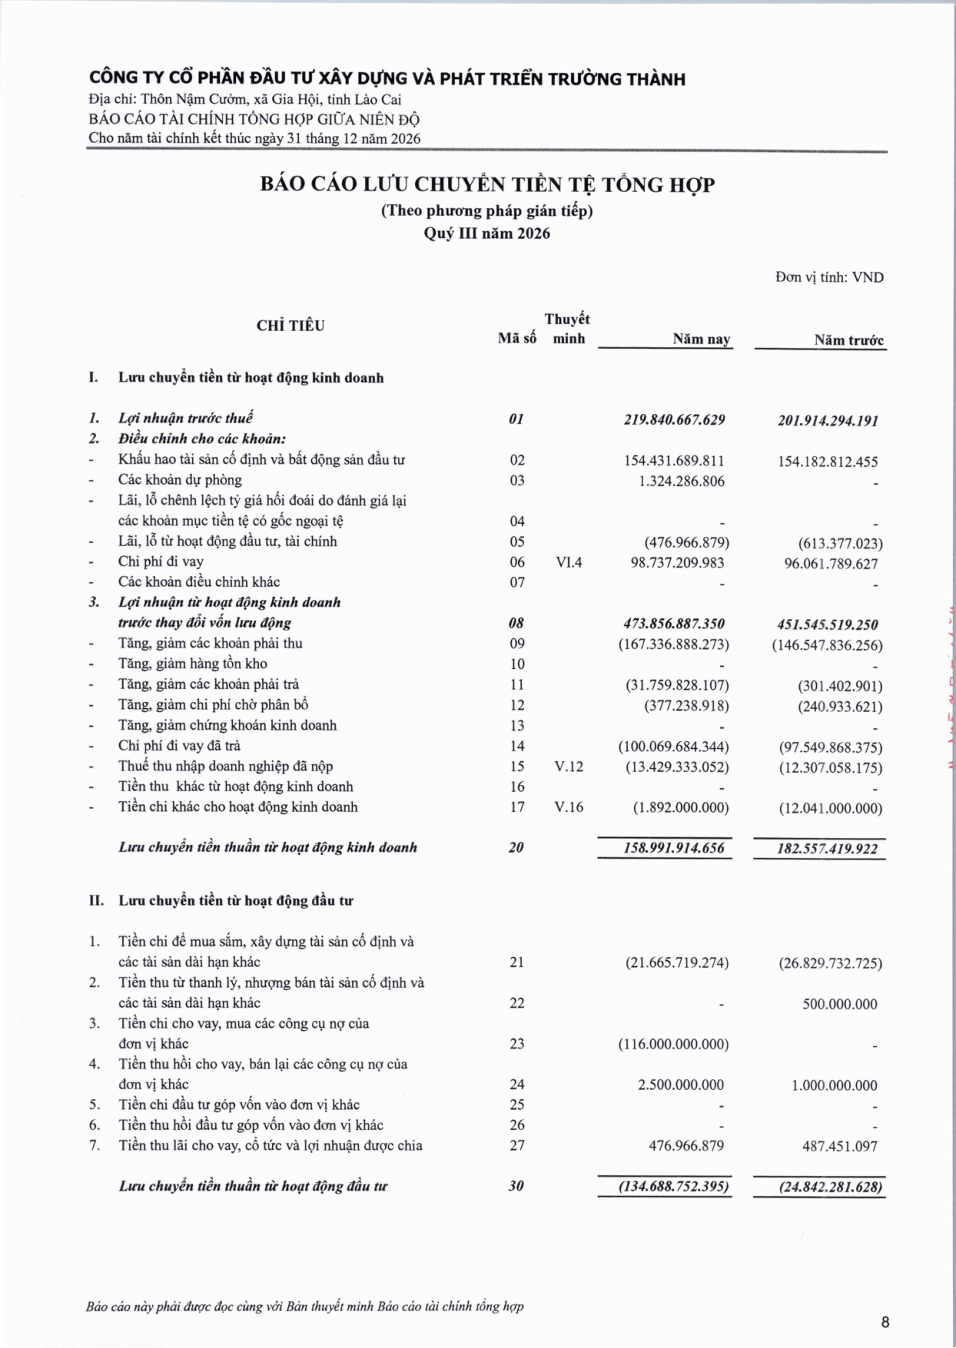 CÔNG TY CỔ PHẦN ĐẦU TƯ XÂY DỰNG VÀ PHÁT TRIỂN TRƯỜNG THÀNH
Địa chỉ: Thôn Nậm Cưởm, xã Gia Hội, tỉnh Lào Cai
BÁO CÁO TÀI CHÍNH TỔNG HỢP GIỮA NIÊN ĐỘ
Cho năm tài chính kết thúc ngày 31 tháng 12 năm 2026
BÁO CÁO LƯU CHUYỂN TIỀN TỆ TỔNG HỢP
(Theo phương pháp gián tiếp)
Quý III năm 2026
Đơn vị tính: VND
CHỈ TIÊU Mã số Thuyết minh Năm nay Năm trước
I. Lưu chuyển tiền từ hoạt động kinh doanh
1. Lợi nhuận trước thuế 01 219.840.667.629 201.914.294.191
2. Điều chỉnh cho các khoản:
- Khấu hao tài sản cố định và bất động sản đầu tư 02 154.431.689.811 154.182.812.455
- Các khoản dự phòng 03 1.324.286.806 -
- Lãi, lỗ chênh lệch tỷ giá hối đoái do đánh giá lại
các khoản mục tiền tệ có gốc ngoại tệ 04 - -
- Lãi, lỗ từ hoạt động đầu tư, tài chính 05 (476.966.879) (613.377.023)
- Chi phí đi vay 06 VI.4 98.737.209.983 96.061.789.627
- Các khoản điều chỉnh khác 07 - -
3. Lợi nhuận từ hoạt động kinh doanh
trước thay đổi vốn lưu động 08 473.856.887.350 451.545.519.250
- Tăng, giảm các khoản phải thu 09 (167.336.888.273) (146.547.836.256)
- Tăng, giảm hàng tồn kho 10 - -
- Tăng, giảm các khoản phải trả 11 (31.759.828.107) (301.402.901)
- Tăng, giảm chi phí chờ phân bổ 12 (377.238.918) (240.933.621)
- Tăng, giảm chứng khoán kinh doanh 13 - -
- Chi phí đi vay đã trả 14 (100.069.684.344) (97.549.868.375)
- Thuế thu nhập doanh nghiệp đã nộp 15 V.12 (13.429.333.052) (12.307.058.175)
- Tiền thu khác từ hoạt động kinh doanh 16 - -
- Tiền chi khác cho hoạt động kinh doanh 17 V.16 (1.892.000.000) (12.041.000.000)
Lưu chuyển tiền thuần từ hoạt động kinh doanh 20 158.991.914.656 182.557.419.922
II. Lưu chuyển tiền từ hoạt động đầu tư
1. Tiền chi để mua sắm, xây dựng tài sản cố định và
các tài sản dài hạn khác 21 (21.665.719.274) (26.829.732.725)
2. Tiền thu từ thanh lý, nhượng bán tài sản cố định và
các tài sản dài hạn khác 22 - 500.000.000
3. Tiền chi cho vay, mua các công cụ nợ của
đơn vị khác 23 (116.000.000.000) -
4. Tiền thu hồi cho vay, bán lại các công cụ nợ của
đơn vị khác 24 2.500.000.000 1.000.000.000
5. Tiền chi đầu tư góp vốn vào đơn vị khác 25 - -
6. Tiền thu hồi đầu tư góp vốn vào đơn vị khác 26 - -
7. Tiền thu lãi cho vay, cổ tức và lợi nhuận được chia 27 476.966.879 487.451.097
Lưu chuyển tiền thuần từ hoạt động đầu tư 30 (134.688.752.395) (24.842.281.628)
Báo cáo này phải được đọc cùng với Bản thuyết minh Báo cáo tài chính tổng hợp
8